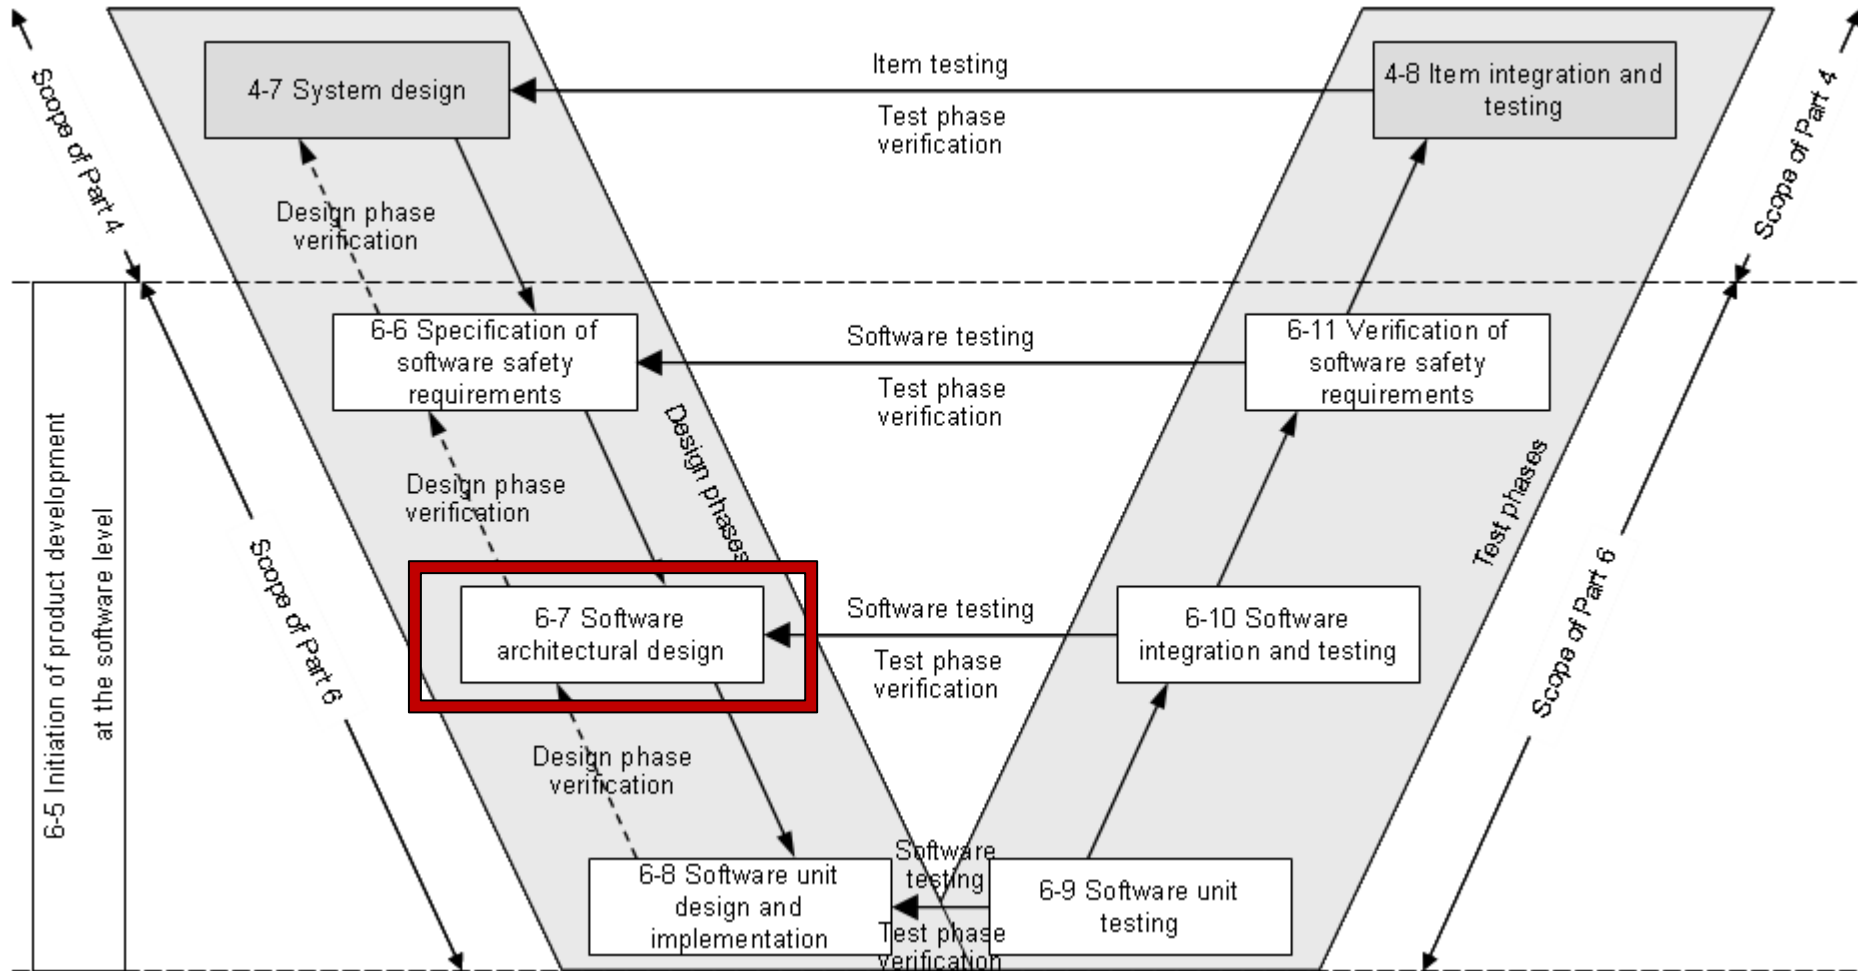 Item testing
4-7 System design
4-8 Item integration and
testing
Test phase
verification
Scope of Part 4
Scope of Part 4
Design phase
verification
6-6 Specification of
software safety
requirements
Software testing
Test phase
verification
6-11 Verification of
software safety
requirements
Design phases
Test phases
Design phase
verification
6-5 Initiation of product development
at the software level
Scope of Part 6
Scope of Part 6
6-7 Software
architectural design
Software testing
Test phase
verification
6-10 Software
integration and testing
Design phase
verification
6-8 Software unit
design and
implementation
Software
testing
Test phase
verification
6-9 Software unit
testing